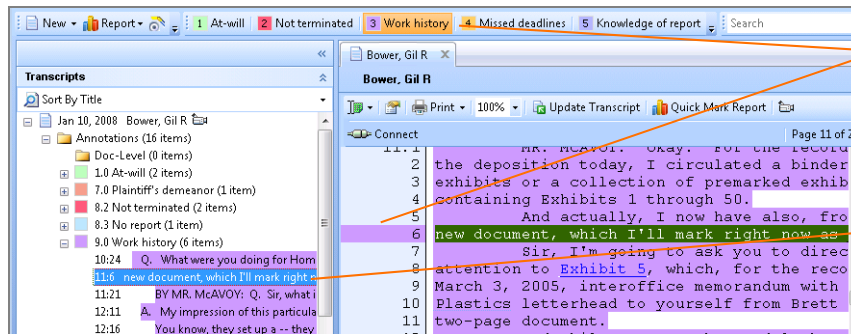 New Report 1 At-will 2 Not terminated 3 Work history 4 Missed deadlines 5 Knowledge of report Search
Transcripts
Sort By Title
Jan 10, 2008 Bower, Gil R
Annotations (16 items)
Doc-Level (0 items)
1.0 At-will (2 items)
7.0 Plaintiff's demeanor (1 item)
8.2 Not terminated (2 items)
8.3 No report (1 item)
9.0 Work history (6 items)
10:24 Q. What were you doing for Hom
11:6 new document, which I'll mark right
11:21 BY MR. McAVOY: Q. Sir, what i
12:11 A. My impression of this particula
12:16 You know, they set up a -- they
Bower, Gil R
Bower, Gil R
Print 100% Update Transcript Quick Mark Report
Connect Page 11 of 2
11:1 MR. McAVOY: Okay. For the record
2 the deposition today, I circulated a binder
3 exhibits or a collection of premarked exhib
4 containing Exhibits 1 through 50.
5 And actually, I now have also, fro
6 new document, which I'll mark right now as
7 Sir, I'm going to ask you to direc
8 attention to Exhibit 5, which, for the reco
9 March 3, 2005, interoffice memorandum with
10 Plastics letterhead to yourself from Brett
11 two-page document.